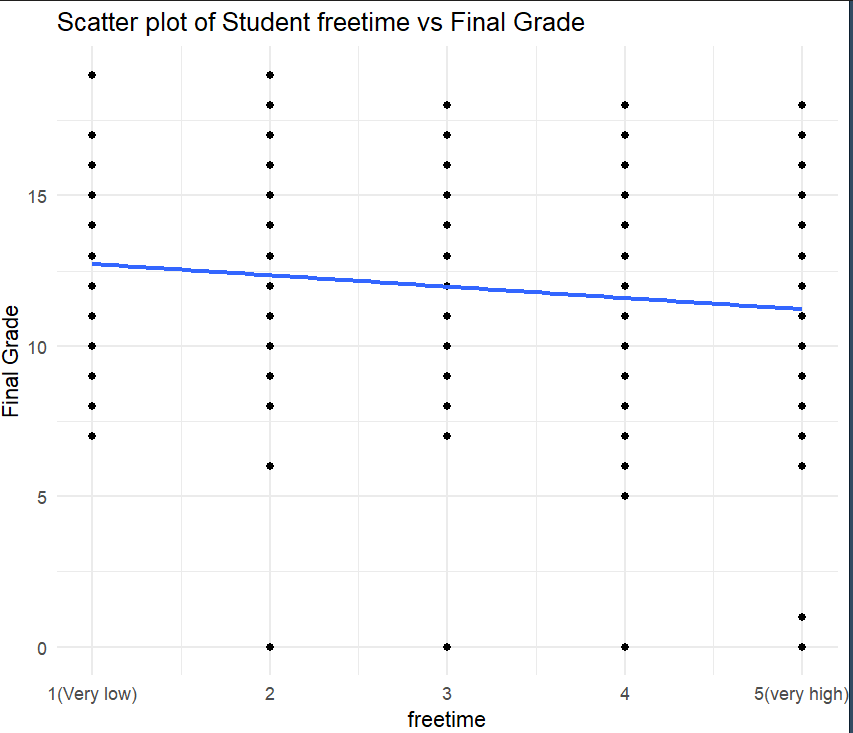 Scatter plot of Student freetime vs Final Grade
Final Grade
15
10
5
0
1(Very low)
2
3
4
5(very high)
freetime